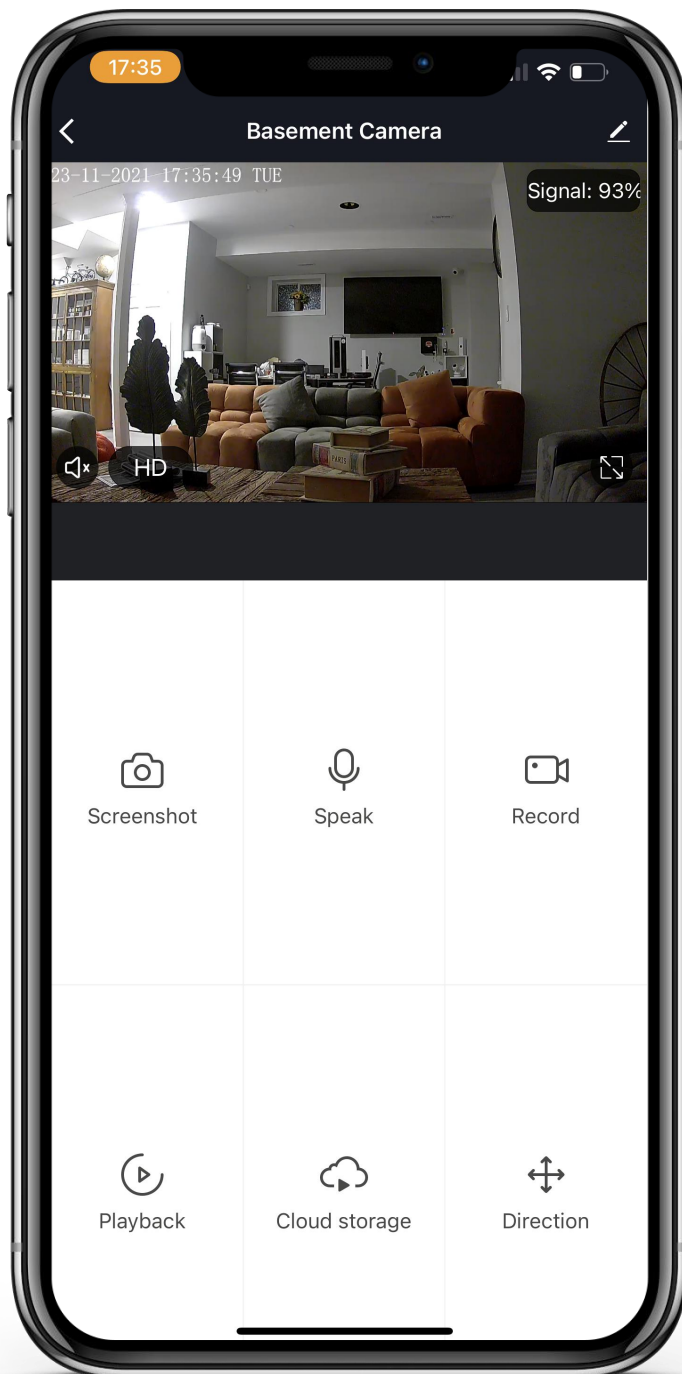 17:35
Basement Camera
23-11-2021 17:35:49 TUE
Signal: 93%
PARIS
HD
Screenshot
Speak
Record
Playback
Cloud storage
Direction